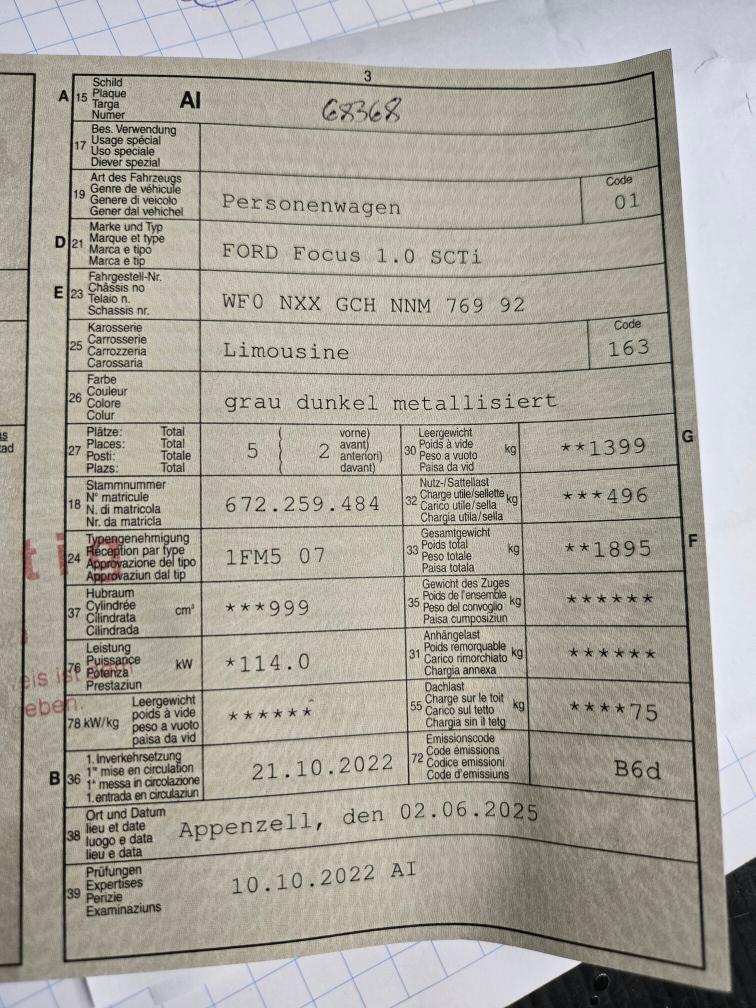 3
A 15 Schild
Plaque
Targa
Numer
AI 68368
17 Bes. Verwendung
Usage spécial
Uso speciale
Diever spezial
19 Art des Fahrzeugs
Genre de véhicule
Genere di veicolo
Gener dal vehichel
Personenwagen
Code
01
D 21 Marke und Typ
Marque et type
Marca e tipo
Marca e tip
FORD Focus 1.0 SCTi
E 23 Fahrgestell-Nr.
Châssis no
Telaio n.
Schassis nr.
WF0 NXX GCH NNM 769 92
25 Karosserie
Carrosserie
Carrozzeria
Carossaria
Limousine
Code
163
26 Farbe
Couleur
Colore
Colur
grau dunkel metallisiert
27 Plätze: Total
Places: Total
Posti: Totale
Plazs: Total
5 2 vorne)
avant)
anteriori)
davant)
30 Leergewicht
Poids à vide
Peso a vuoto
Paisa da vid
kg
**1399
G
18 Stammnummer
N° matricule
N. di matricola
Nr. da matricla
672.259.484
32 Nutz-/Sattellast
Charge utile/sellette
Carico utile/sella
Chargia utila/sella
kg
***496
24 Typengenehmigung
Réception par type
Approvazione del tipo
Approvaziun dal tip
1FM5 07
33 Gesamtgewicht
Poids total
Peso totale
Paisa totala
kg
**1895
F
37 Hubraum
Cylindrée
Cilindrata
Cilindrada
cm³
***999
35 Gewicht des Zuges
Poids de l'ensemble
Peso del convoglio
Paisa cumposiziun
kg
******
76 Leistung
Puissance
Potenza
Prestaziun
kW
*114.0
31 Anhängelast
Poids remorquable
Carico rimorchiato
Chargia annexa
kg
******
78 kW/kg Leergewicht
poids à vide
peso a vuoto
paisa da vid
******
55 Dachlast
Charge sur le toit
Carico sul tetto
Chargia sin il tetg
kg
****75
B 36 1. Inverkehrsetzung
1re mise en circulation
1a messa in circolazione
1. entrada en circulaziun
21.10.2022
72 Emissionscode
Code émissions
Codice emissioni
Code d'emissiuns
B6d
38 Ort und Datum
lieu et date
luogo e data
lieu e data
Appenzell, den 02.06.2025
39 Prüfungen
Expertises
Perizie
Examinaziuns
10.10.2022 AI